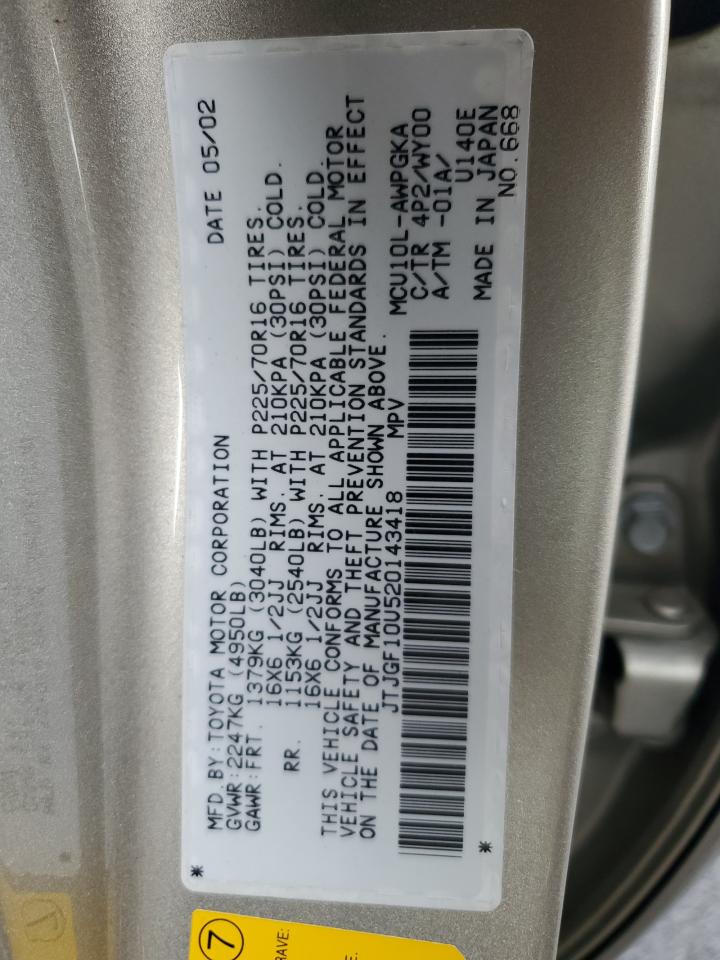 MFD. BY: TOYOTA MOTOR CORPORATION DATE 05/02
GVWR: 2247KG (4950LB)
GAWR: FRT. 1379KG (3040LB) WITH P225/70R16 TIRES.
16X6 1/2JJ RIMS. AT 210KPA (30PSI) COLD.
RR. 1153KG (2540LB) WITH P225/70R16 TIRES.
16X6 1/2JJ RIMS. AT 210KPA (30PSI) COLD.
THIS VEHICLE CONFORMS TO ALL APPLICABLE FEDERAL MOTOR
VEHICLE SAFETY AND THEFT PREVENTION STANDARDS IN EFFECT
ON THE DATE OF MANUFACTURE SHOWN ABOVE.
JTJGF10U520143418 MPV
MCU10L-AWPGKA
C/TR 4P2/WY00
A/TM -01A/
U140E
MADE IN JAPAN
NO.668
* *
7
RAVE:
E.